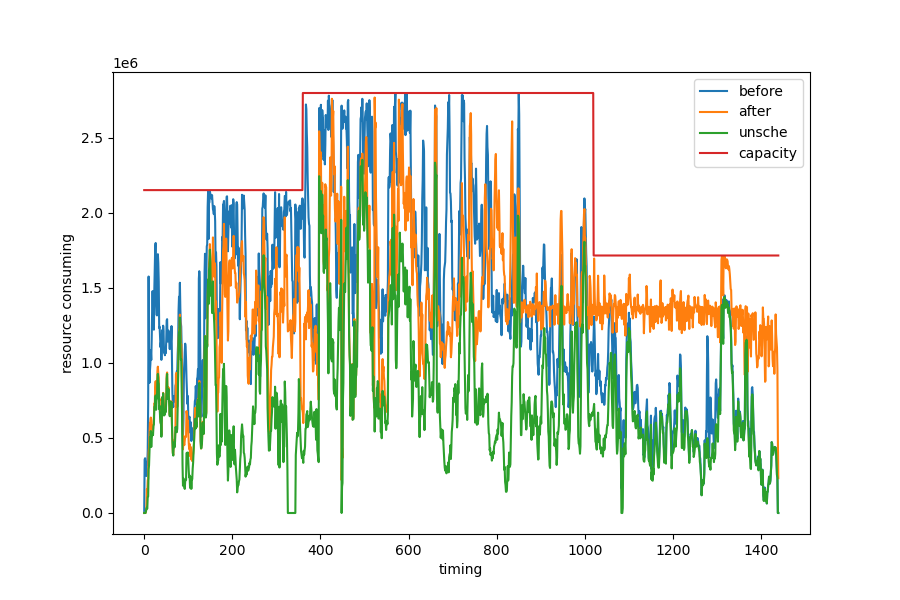 1e6
resource consuming
2.5
2.0
1.5
1.0
0.5
0.0
before
after
unsche
capacity
0 200 400 600 800 1000 1200 1400
timing